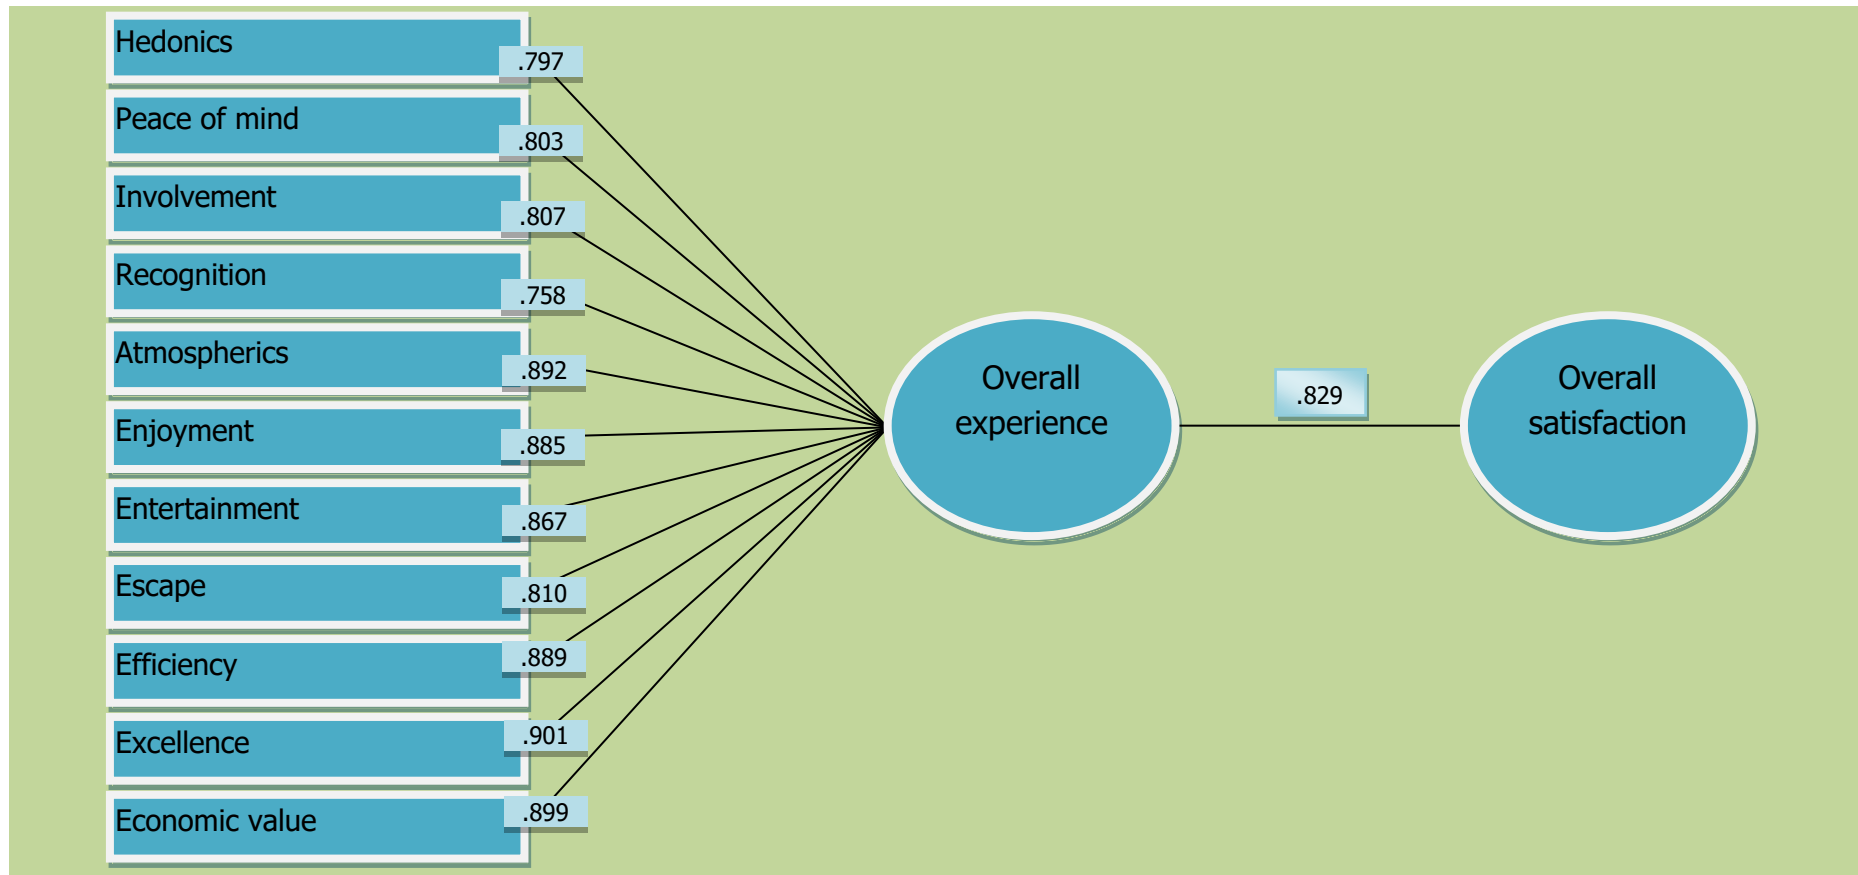 Hedonics
.797
Peace of mind
.803
Involvement
.807
Recognition
.758
Atmospherics
.892
Enjoyment
.885
Entertainment
.867
Escape
.810
Efficiency
.889
Excellence
.901
Economic value
.899
Overall
experience
.829
Overall
satisfaction